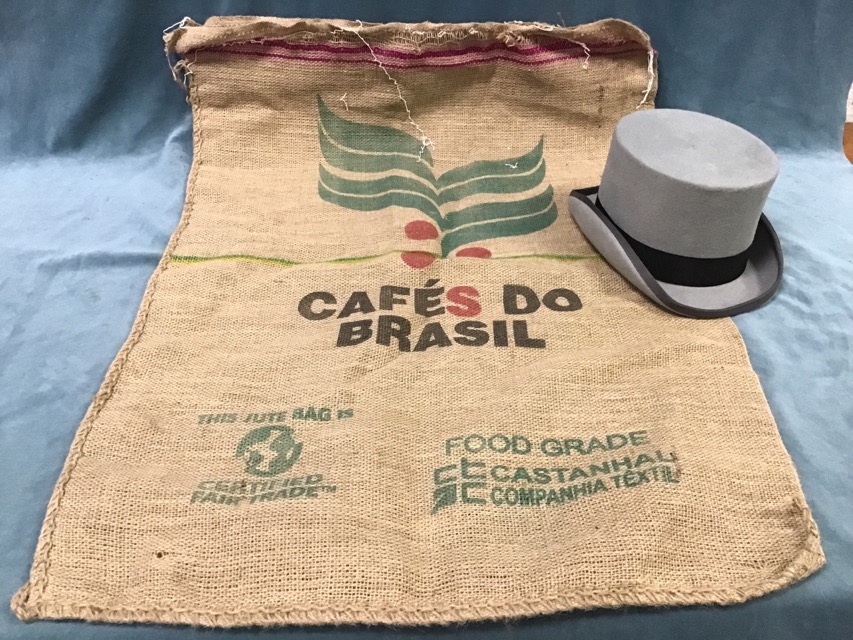 CAFÉS DO
BRASIL
THIS JUTE BAG IS
CERTIFIED
FAIR TRADE™
FOOD GRADE
CASTANHAL
COMPANHIA TÊXTIL